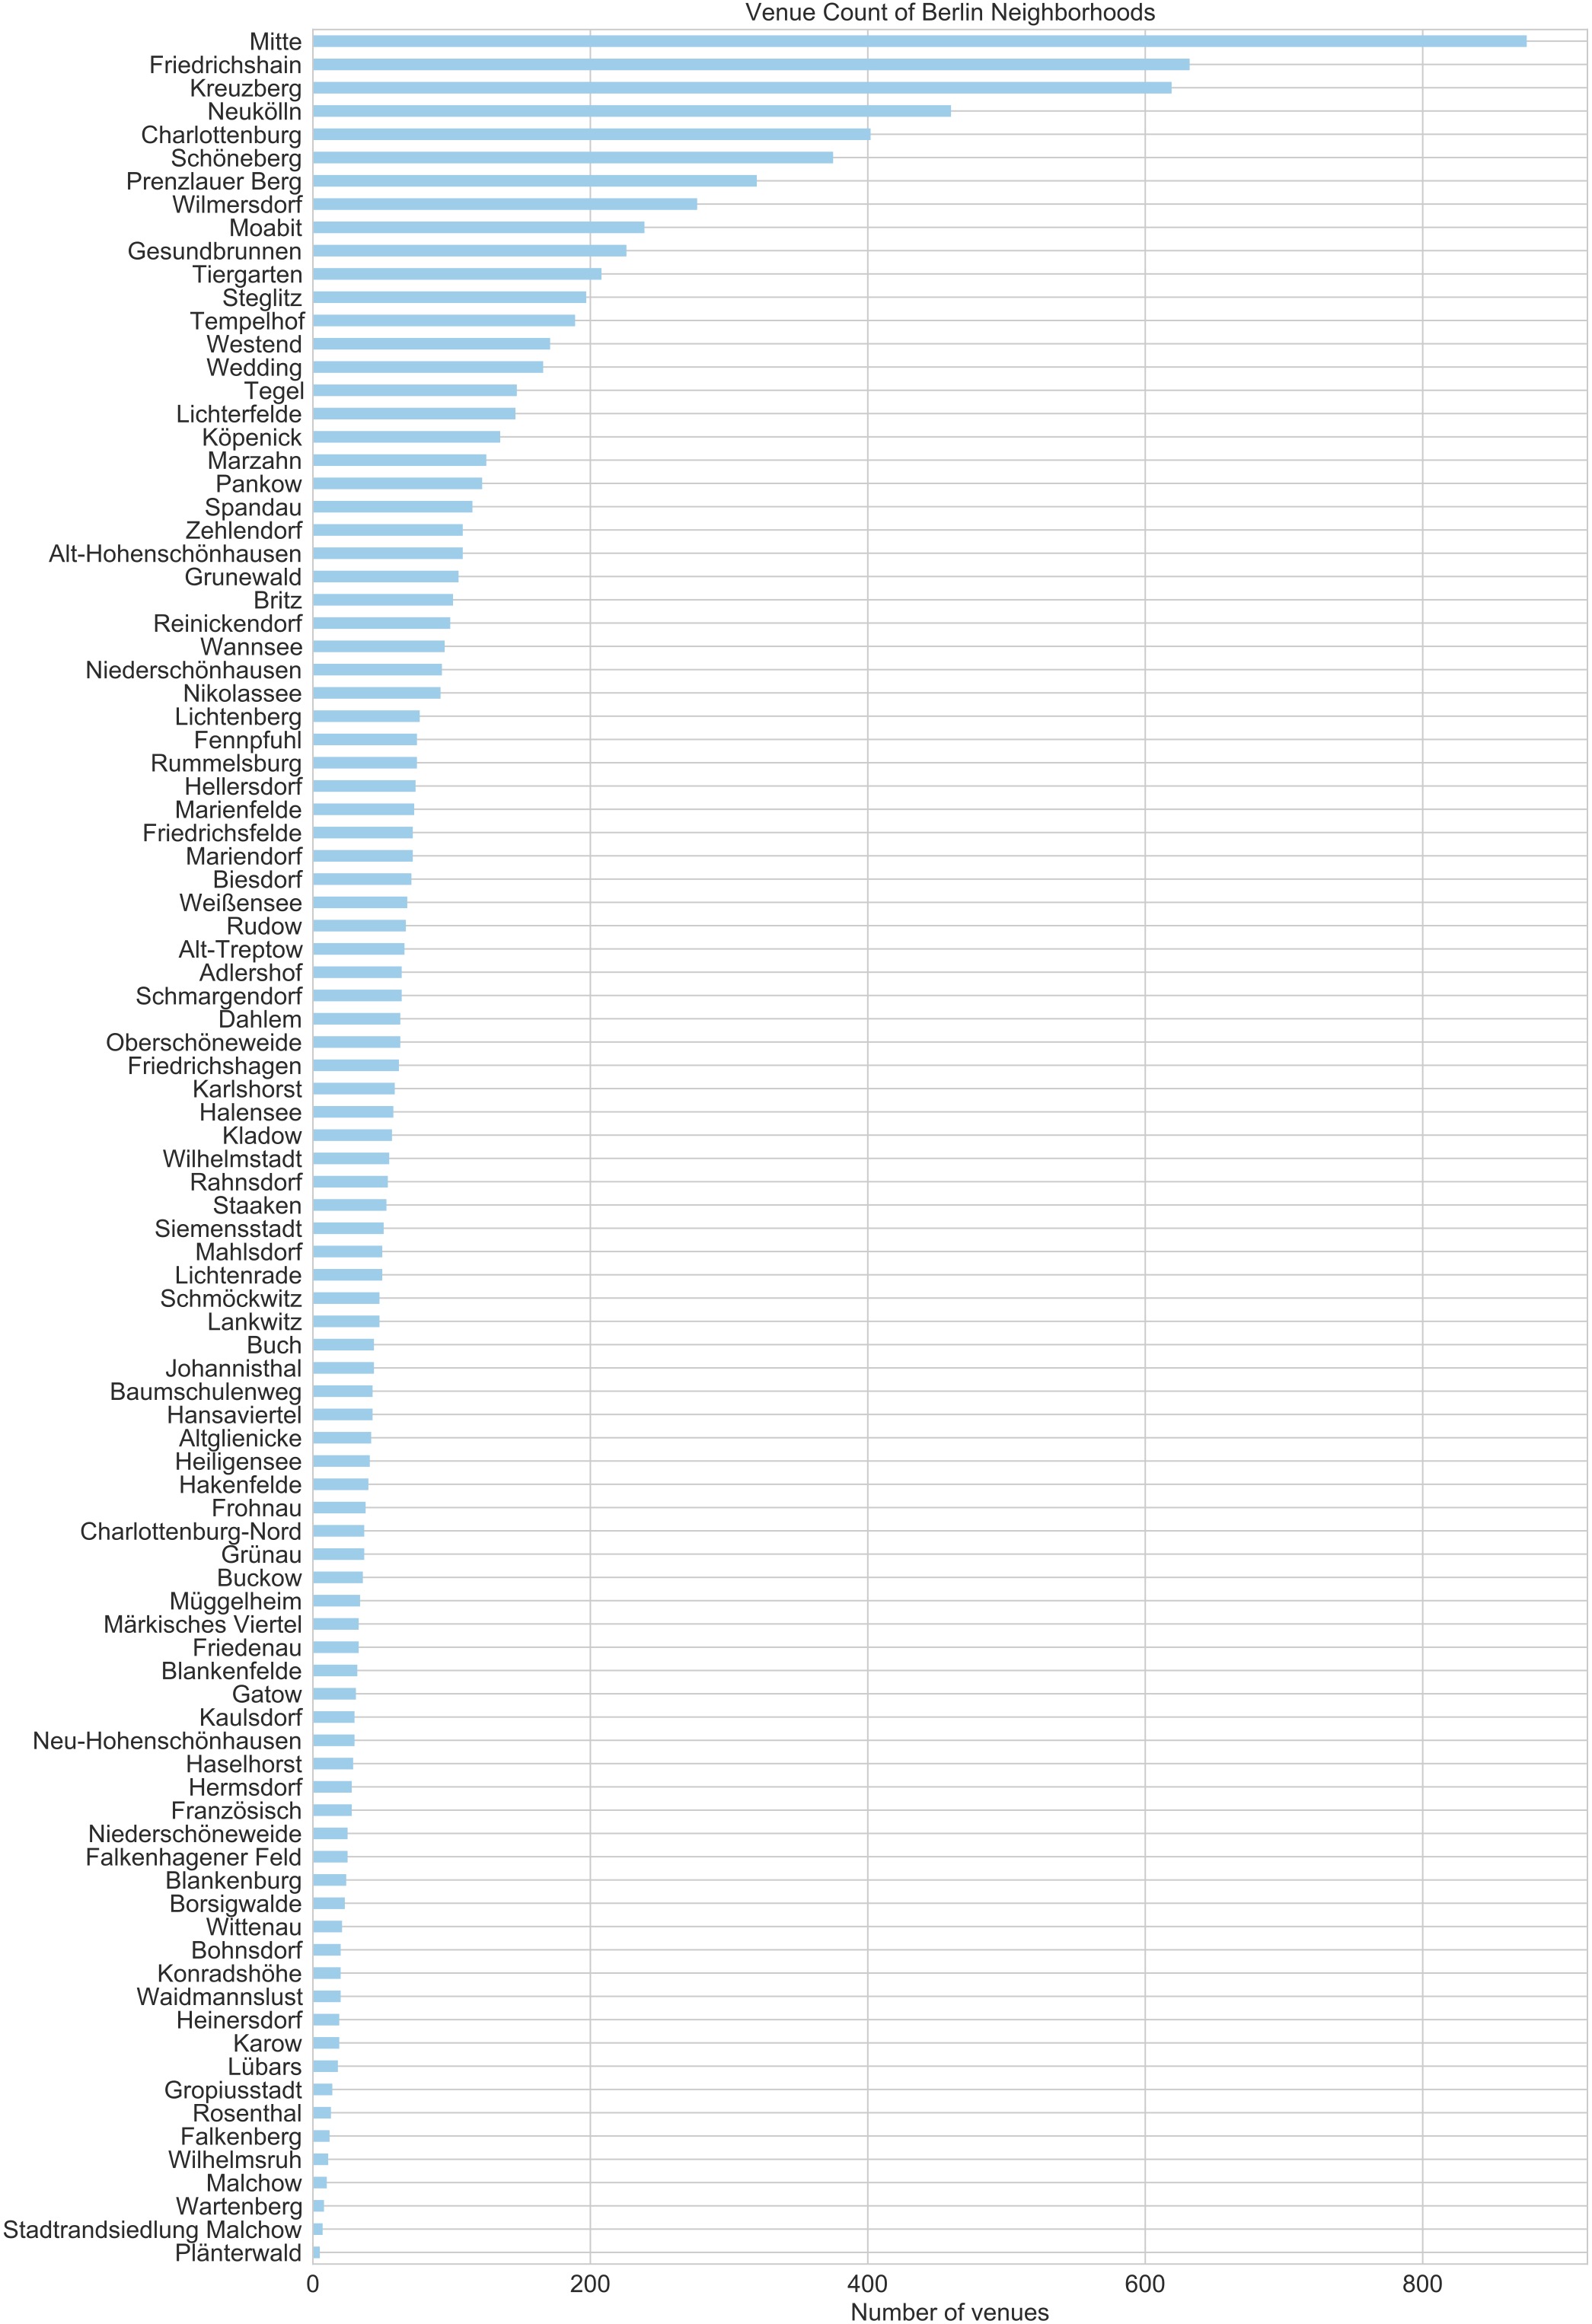 Venue Count of Berlin Neighborhoods
Mitte
Friedrichshain
Kreuzberg
Neukölln
Charlottenburg
Schöneberg
Prenzlauer Berg
Wilmersdorf
Moabit
Gesundbrunnen
Tiergarten
Steglitz
Tempelhof
Westend
Wedding
Tegel
Lichterfelde
Köpenick
Marzahn
Pankow
Spandau
Zehlendorf
Alt-Hohenschönhausen
Grunewald
Britz
Reinickendorf
Wannsee
Niederschönhausen
Nikolassee
Lichtenberg
Fennpfuhl
Rummelsburg
Hellersdorf
Marienfelde
Friedrichsfelde
Mariendorf
Biesdorf
Weißensee
Rudow
Alt-Treptow
Adlershof
Schmargendorf
Dahlem
Oberschöneweide
Friedrichshagen
Karlshorst
Halensee
Kladow
Wilhelmstadt
Rahnsdorf
Staaken
Siemensstadt
Mahlsdorf
Lichtenrade
Schmöckwitz
Lankwitz
Buch
Johannisthal
Baumschulenweg
Hansaviertel
Altglienicke
Heiligensee
Hakenfelde
Frohnau
Charlottenburg-Nord
Grünau
Buckow
Müggelheim
Märkisches Viertel
Friedenau
Blankenfelde
Gatow
Kaulsdorf
Neu-Hohenschönhausen
Haselhorst
Hermsdorf
Französisch
Niederschöneweide
Falkenhagener Feld
Blankenburg
Borsigwalde
Wittenau
Bohnsdorf
Konradshöhe
Waidmannslust
Heinersdorf
Karow
Lübars
Gropiusstadt
Rosenthal
Falkenberg
Wilhelmsruh
Malchow
Wartenberg
Stadtrandsiedlung Malchow
Plänterwald
0 200 400 600 800
Number of venues